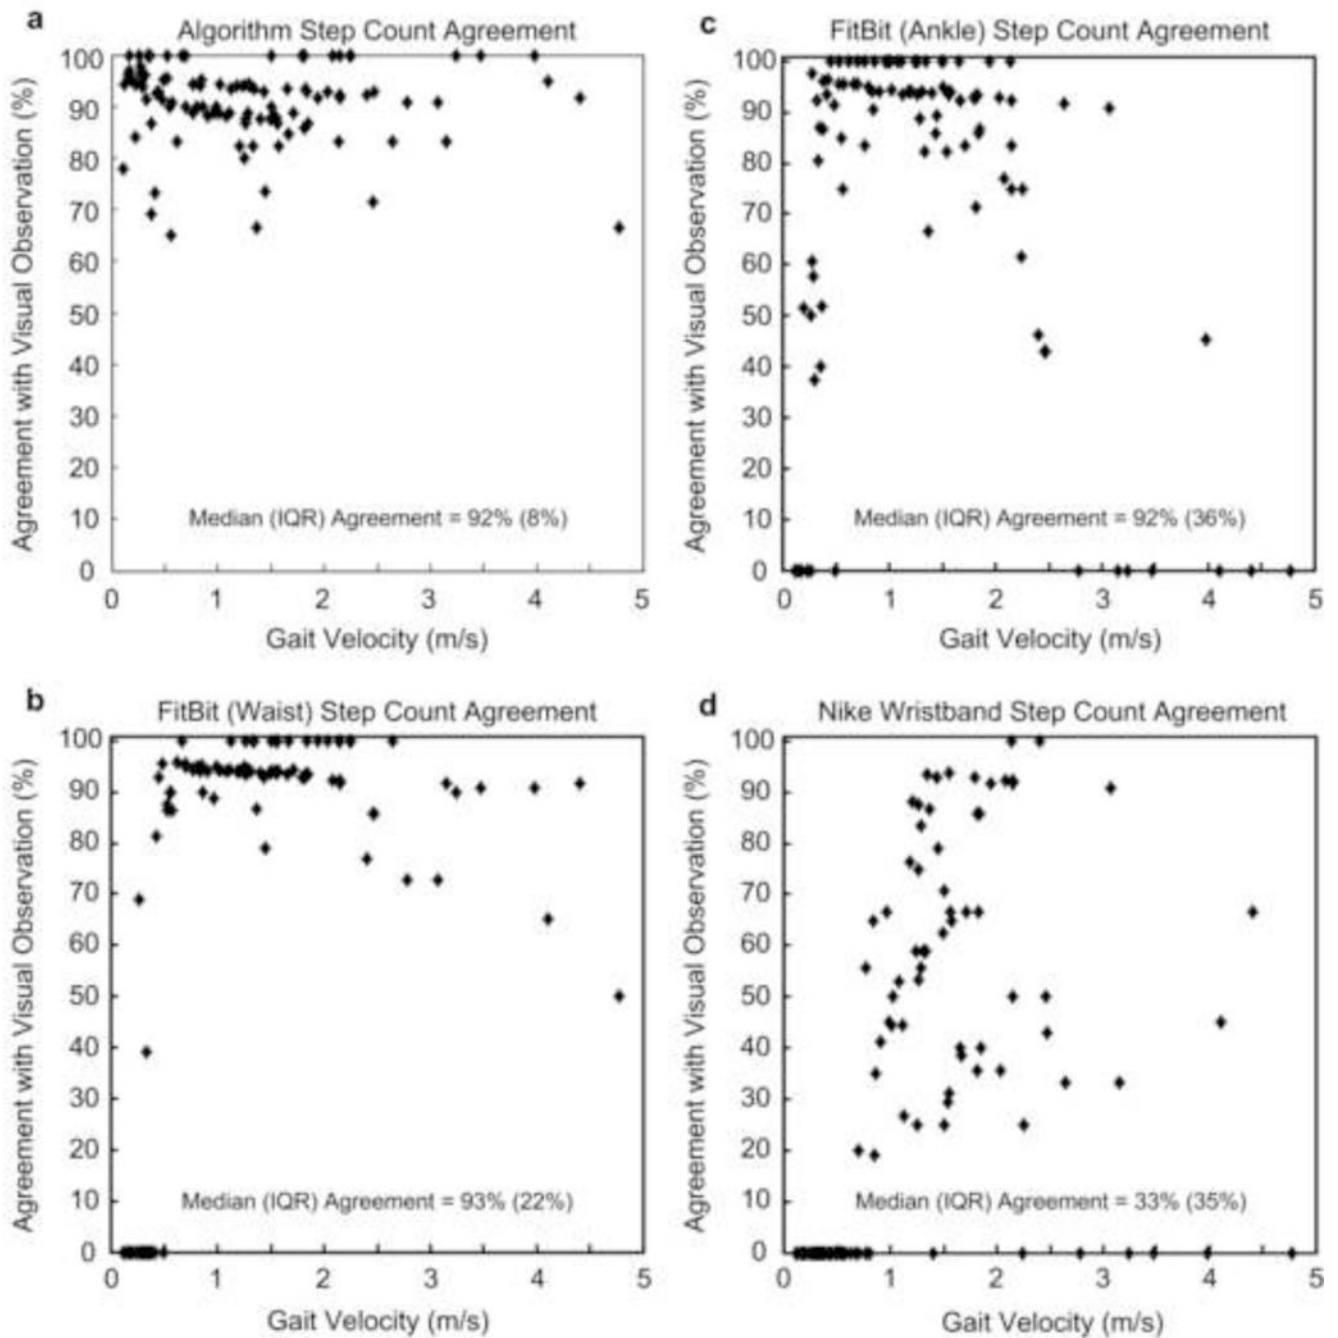 a
Algorithm Step Count Agreement
Agreement with Visual Observation (%)
100
90
80
70
60
50
40
30
20
10
0
Median (IQR) Agreement = 92% (8%)
0 1 2 3 4 5
Gait Velocity (m/s)
c
FitBit (Ankle) Step Count Agreement
Agreement with Visual Observation (%)
100
90
80
70
60
50
40
30
20
10
0
Median (IQR) Agreement = 92% (36%)
0 1 2 3 4 5
Gait Velocity (m/s)
b
FitBit (Waist) Step Count Agreement
Agreement with Visual Observation (%)
100
90
80
70
60
50
40
30
20
10
0
Median (IQR) Agreement = 93% (22%)
0 1 2 3 4 5
Gait Velocity (m/s)
d
Nike Wristband Step Count Agreement
Agreement with Visual Observation (%)
100
90
80
70
60
50
40
30
20
10
0
Median (IQR) Agreement = 33% (35%)
0 1 2 3 4 5
Gait Velocity (m/s)